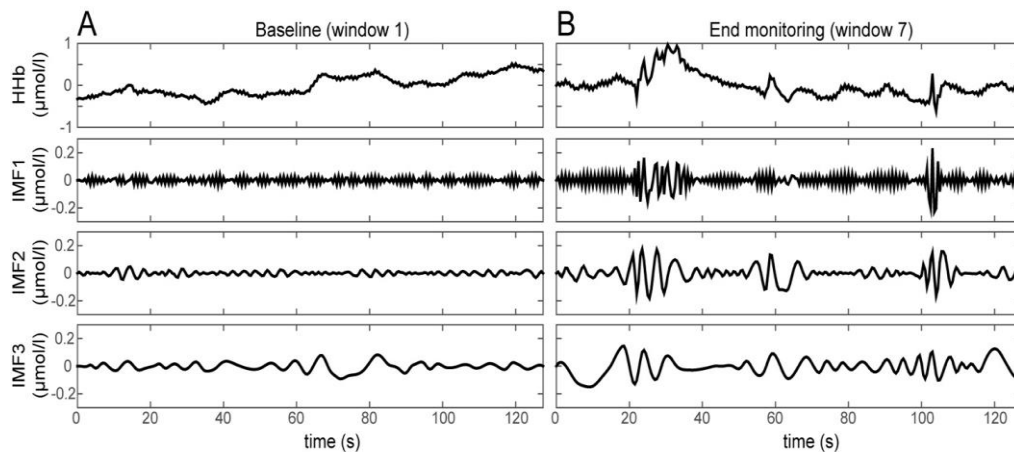 A
Baseline (window 1)
B
End monitoring (window 7)
HHb
(μmol/l)
1
0
-1
IMF1
(μmol/l)
0.2
0
-0.2
IMF2
(μmol/l)
0.2
0
-0.2
IMF3
(μmol/l)
0.2
0
-0.2
0 20 40 60 80 100 120
0 20 40 60 80 100 120
time (s)
time (s)